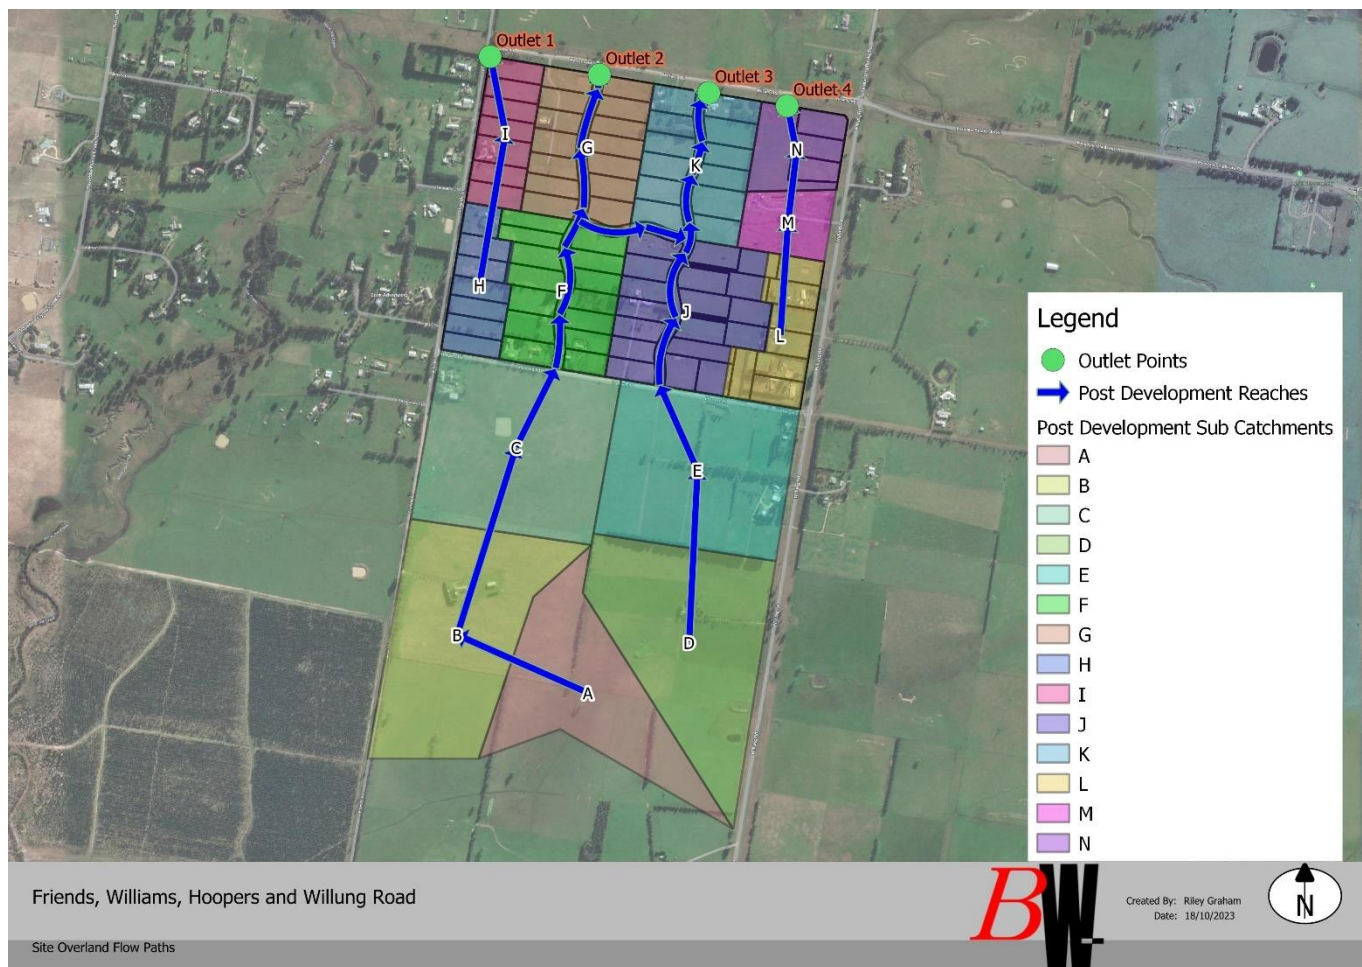 Outlet 1
Outlet 2
Outlet 3
Outlet 4
I
G
K
N
M
H
F
J
L
C
E
B
D
A
Legend
Outlet Points
Post Development Reaches
Post Development Sub Catchments
A
B
C
D
E
F
G
H
I
J
K
L
M
N
Friends, Williams, Hoopers and Willung Road
Site Overland Flow Paths
BW
Created By: Riley Graham
Date: 18/10/2023
N